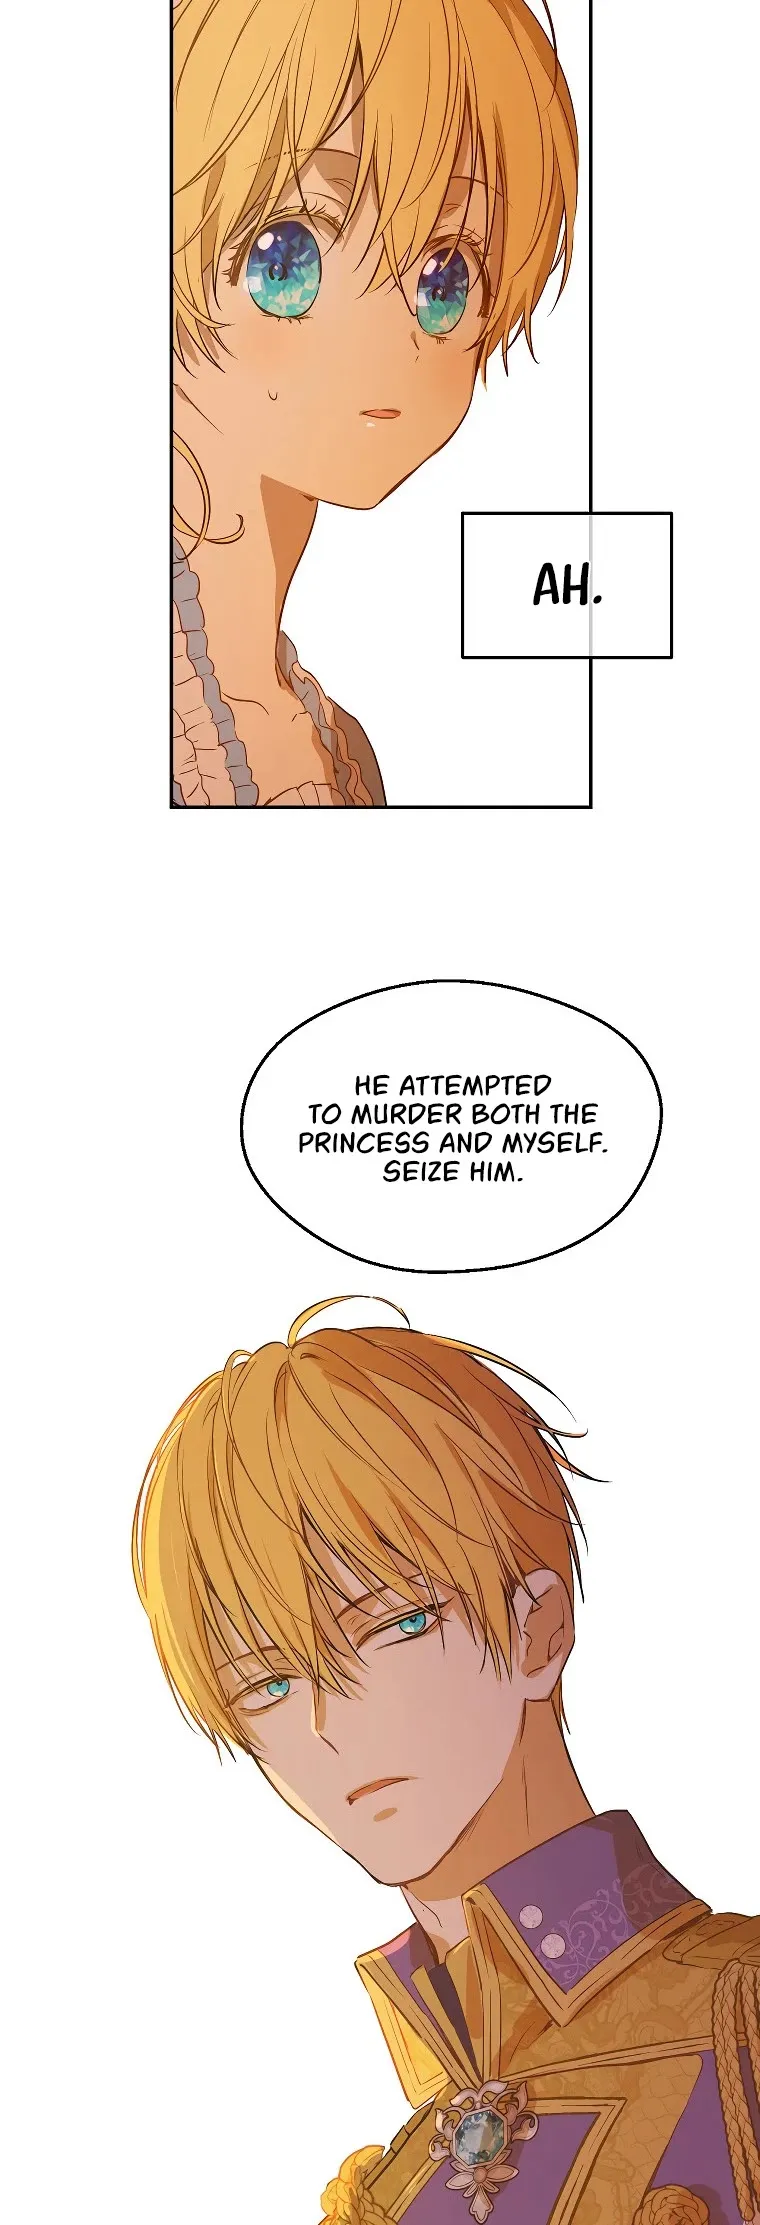 AH.
HE ATTEMPTED
TO MURDER BOTH THE
PRINCESS AND MYSELF.
SEIZE HIM.